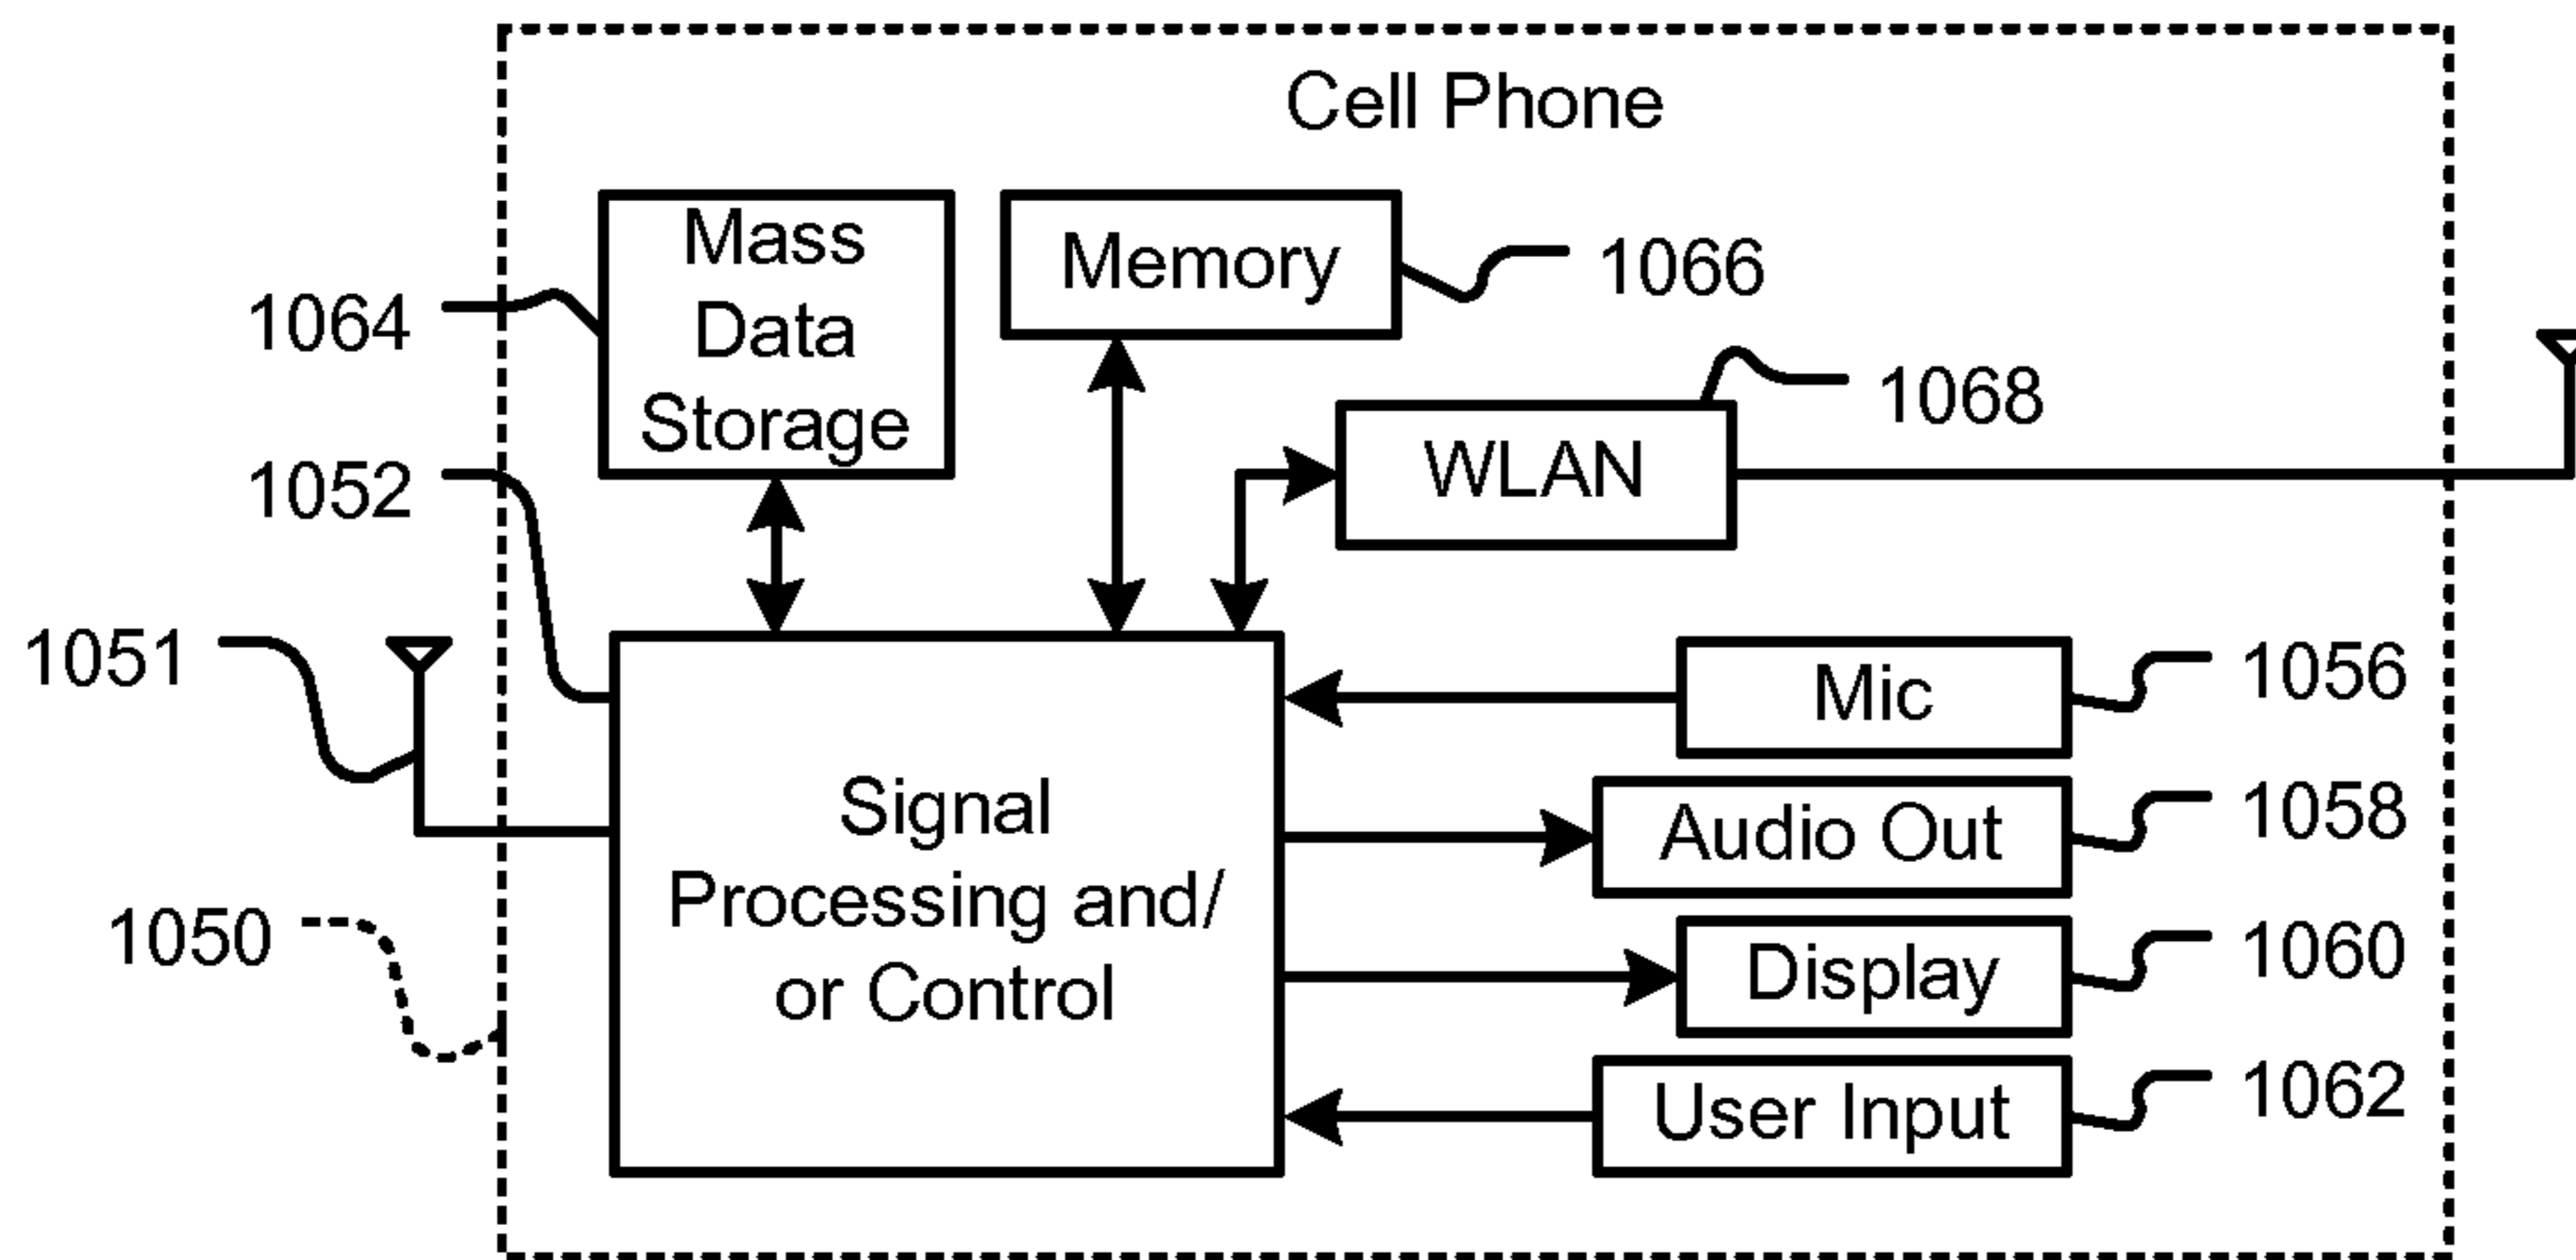 Cell Phone
Mass
Data
Storage
Memory
1066
1064
1068
WLAN
1052
1051
Mic
1056
Signal
Processing and/
or Control
Audio Out
1058
1050
Display
1060
User Input
1062